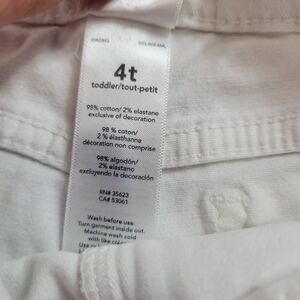 4t
toddler/tout-petit
98% cotton/ 2% elastane
exclusive of decoration
98 % coton/
2 % élasthanne
décoration non comprise
98% algodón/
2% elastano
excluyendo la decoración
RN# 35623
CA# 53061
Wash before use.
Turn garment inside out.
Machine wash cold
with like